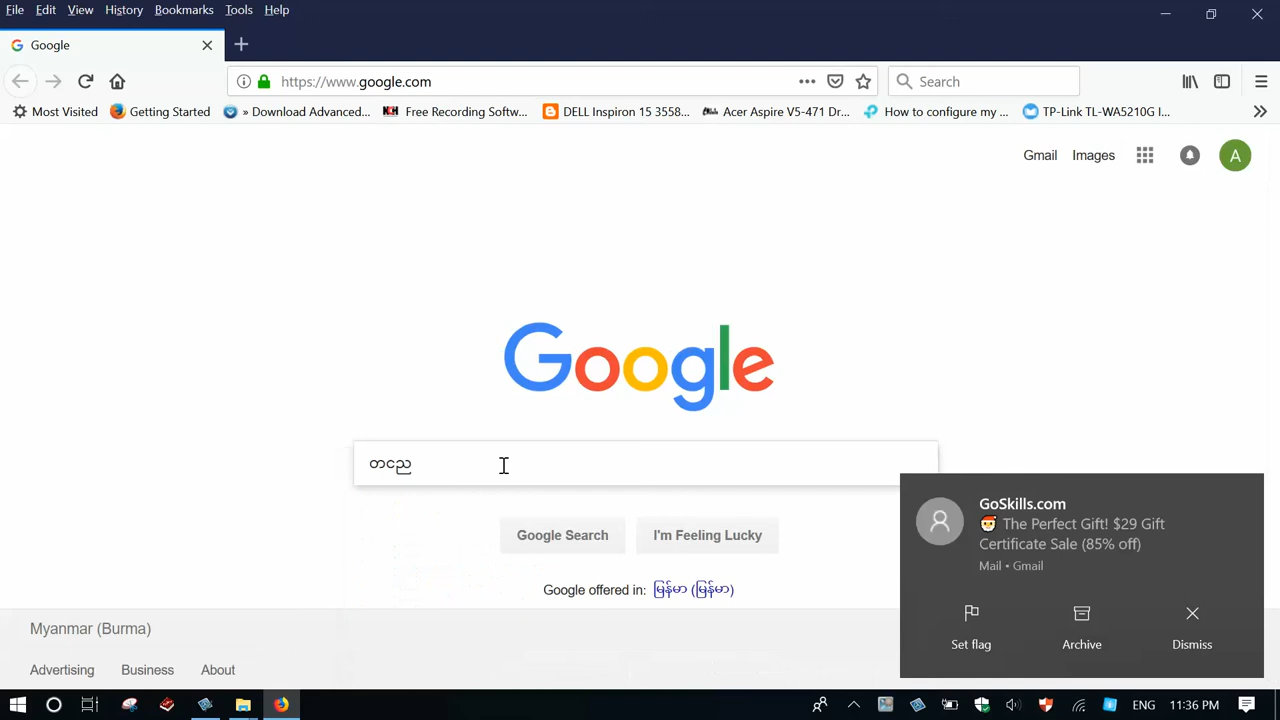 File Edit View History Bookmarks Tools Help
Google
https://www.google.com
Search
Most Visited Getting Started » Download Advanced... Free Recording Softw... DELL Inspiron 15 3558... Acer Aspire V5-471 Dr... How to configure my ... TP-Link TL-WA5210G I...
Gmail Images A
Google
တငည
Google Search I'm Feeling Lucky
Google offered in: မြန်မာ (မြန်မာ)
GoSkills.com
🎅 The Perfect Gift! $29 Gift
Certificate Sale (85% off)
Mail • Gmail
Set flag Archive Dismiss
Myanmar (Burma)
Advertising Business About
ENG 11:36 PM